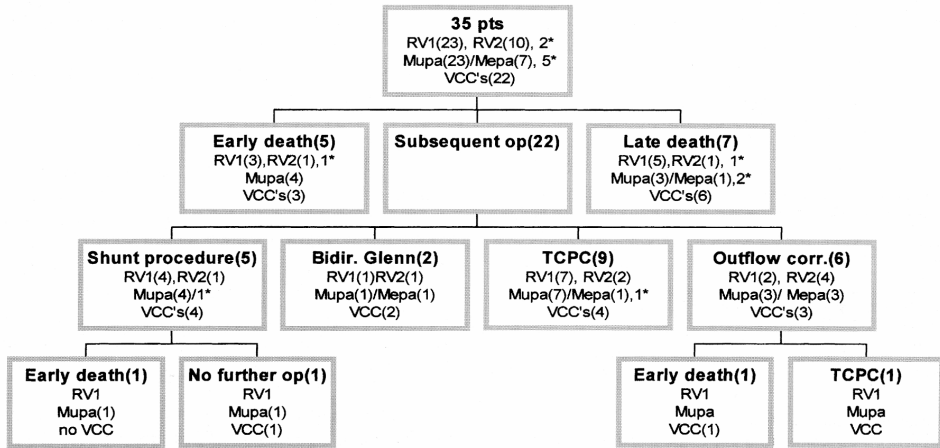 35 pts
RV1(23), RV2(10), 2*
Mupa(23)/Mepa(7), 5*
VCC's(22)
Early death(5)
RV1(3),RV2(1),1*
Mupa(4)
VCC's(3)
Subsequent op(22)
Late death(7)
RV1(5),RV2(1), 1*
Mupa(3)/Mepa(1),2*
VCC's(6)
Shunt procedure(5)
RV1(4),RV2(1)
Mupa(4)/1*
VCC's(4)
Bidir. Glenn(2)
RV1(1)RV2(1)
Mupa(1)/Mepa(1)
VCC(2)
TCPC(9)
RV1(7), RV2(2)
Mupa(7)/Mepa(1),1*
VCC's(4)
Outflow corr.(6)
RV1(2), RV2(4)
Mupa(3)/ Mepa(3)
VCC's(3)
Early death(1)
RV1
Mupa(1)
no VCC
No further op(1)
RV1
Mupa(1)
VCC(1)
Early death(1)
RV1
Mupa
VCC(1)
TCPC(1)
RV1
Mupa
VCC